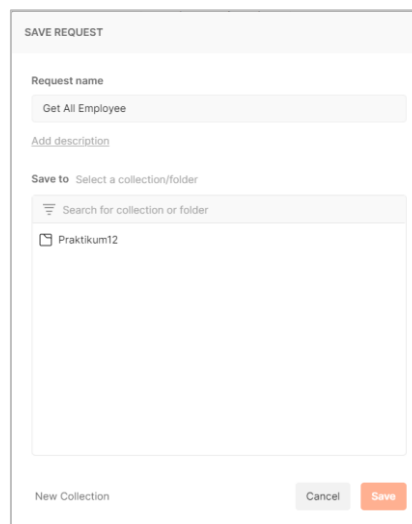 SAVE REQUEST
Request name
Get All Employee
Add description
Save to Select a collection/folder
Search for collection or folder
Praktikum12
New Collection Cancel Save